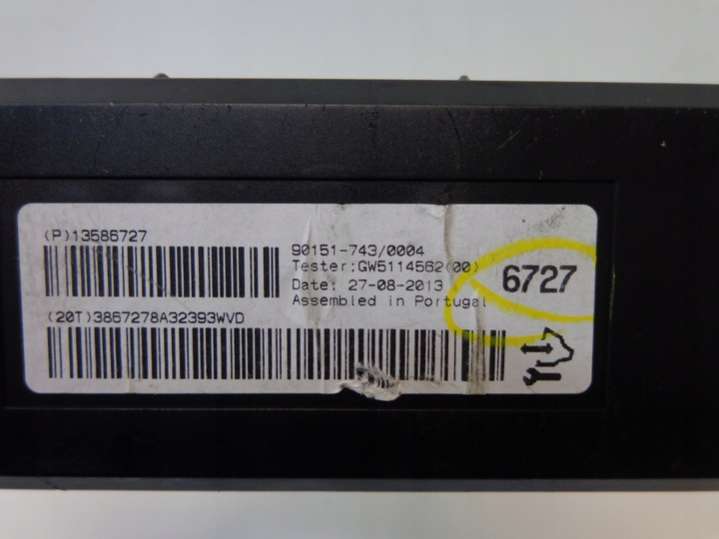 (P)13586727
90151-743/0004
Tester:GW5114562(00)
Date: 27-08-2013
Assembled in Portugal
6727
(20T)3867278A32393WVD